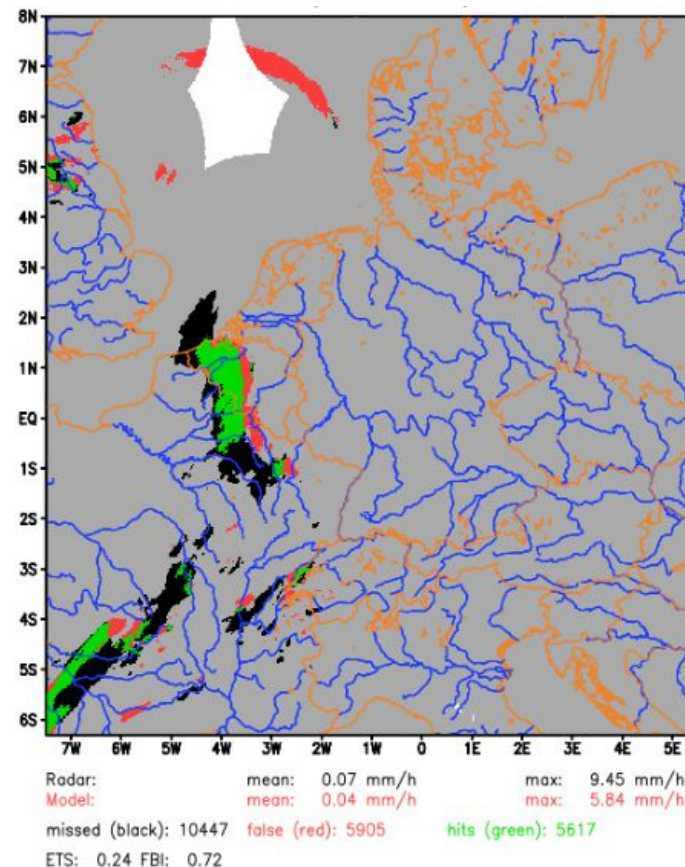 8N
7N
6N
5N
4N
3N
2N
1N
EQ
1S
2S
3S
4S
5S
6S
7W 6W 5W 4W 3W 2W 1W 0 1E 2E 3E 4E 5E
Radar: mean: 0.07 mm/h max: 9.45 mm/h
Model: mean: 0.04 mm/h max: 5.84 mm/h
missed (black): 10447 false (red): 5905 hits (green): 5617
ETS: 0.24 FBI: 0.72